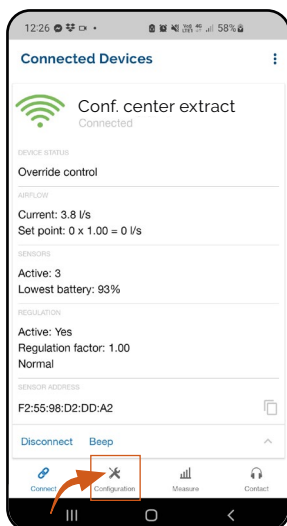 12:26 58%
Connected Devices
Conf. center extract
Connected
DEVICE STATUS
Override control
AIRFLOW
Current: 3.8 l/s
Set point: 0 x 1.00 = 0 l/s
SENSORS
Active: 3
Lowest battery: 93%
REGULATION
Active: Yes
Regulation factor: 1.00
Normal
SENSOR ADDRESS
F2:55:98:D2:DD:A2
Disconnect Beep
Connect Configuration Measure Contact